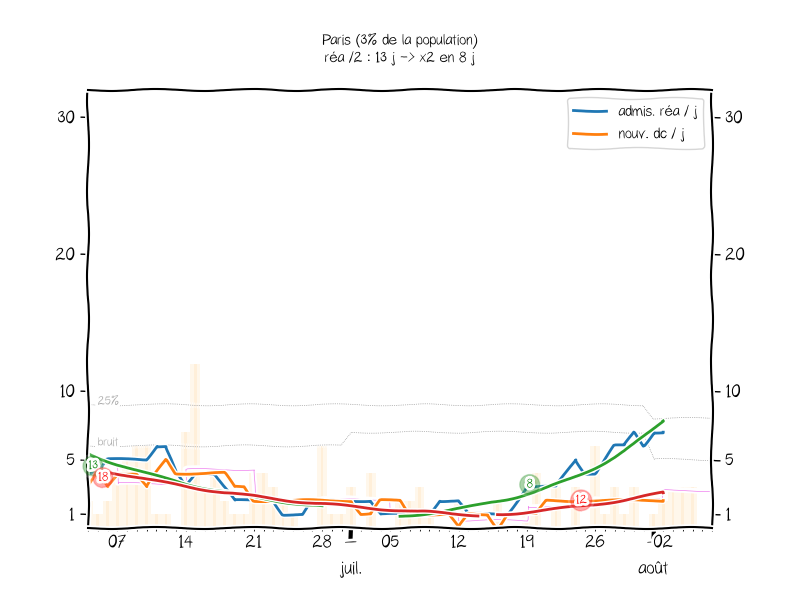 Paris (3% de la population)
réa /2 : 13 j -> x2 en 8 j
admis. réa / j
nouv. dc / j
30
30
20
20
10
10
25%
bruit
5
5
13
18
8
12
1
1
07 14 21 28 05 12 19 26 02
juil. août